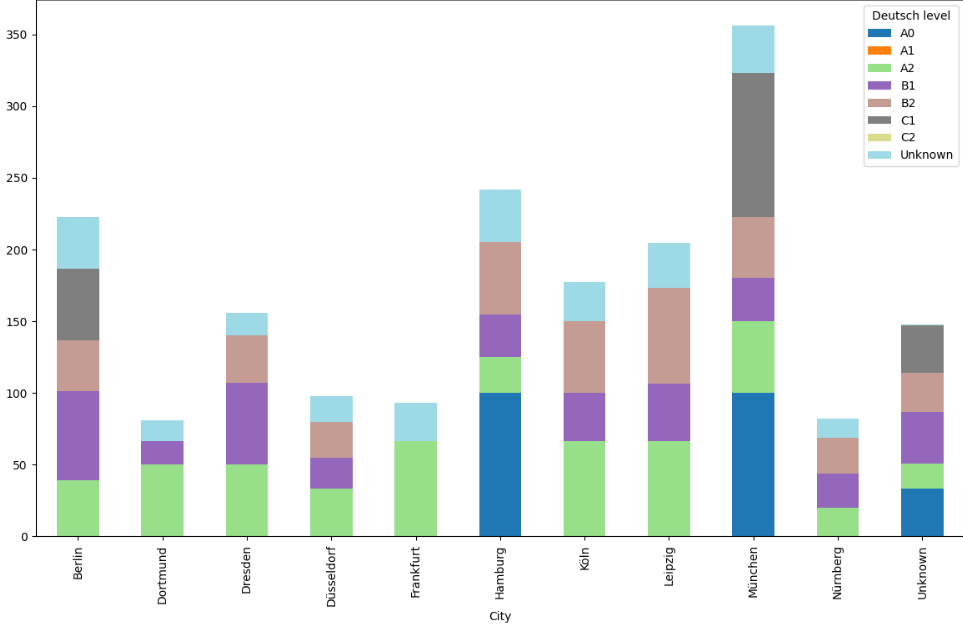 350
300
250
200
150
100
50
0
Deutsch level
A0
A1
A2
B1
B2
C1
C2
Unknown
Berlin
Dortmund
Dresden
Düsseldorf
Frankfurt
Hamburg
Köln
Leipzig
München
Nürnberg
Unknown
City